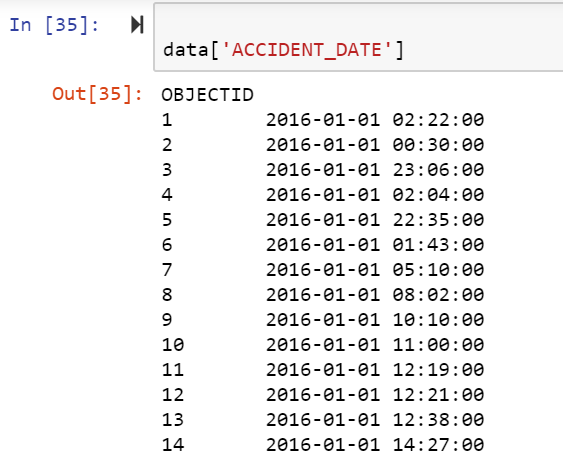 In [35]:
data['ACCIDENT_DATE']
Out[35]: OBJECTID
1 2016-01-01 02:22:00
2 2016-01-01 00:30:00
3 2016-01-01 23:06:00
4 2016-01-01 02:04:00
5 2016-01-01 22:35:00
6 2016-01-01 01:43:00
7 2016-01-01 05:10:00
8 2016-01-01 08:02:00
9 2016-01-01 10:10:00
10 2016-01-01 11:00:00
11 2016-01-01 12:19:00
12 2016-01-01 12:21:00
13 2016-01-01 12:38:00
14 2016-01-01 14:27:00